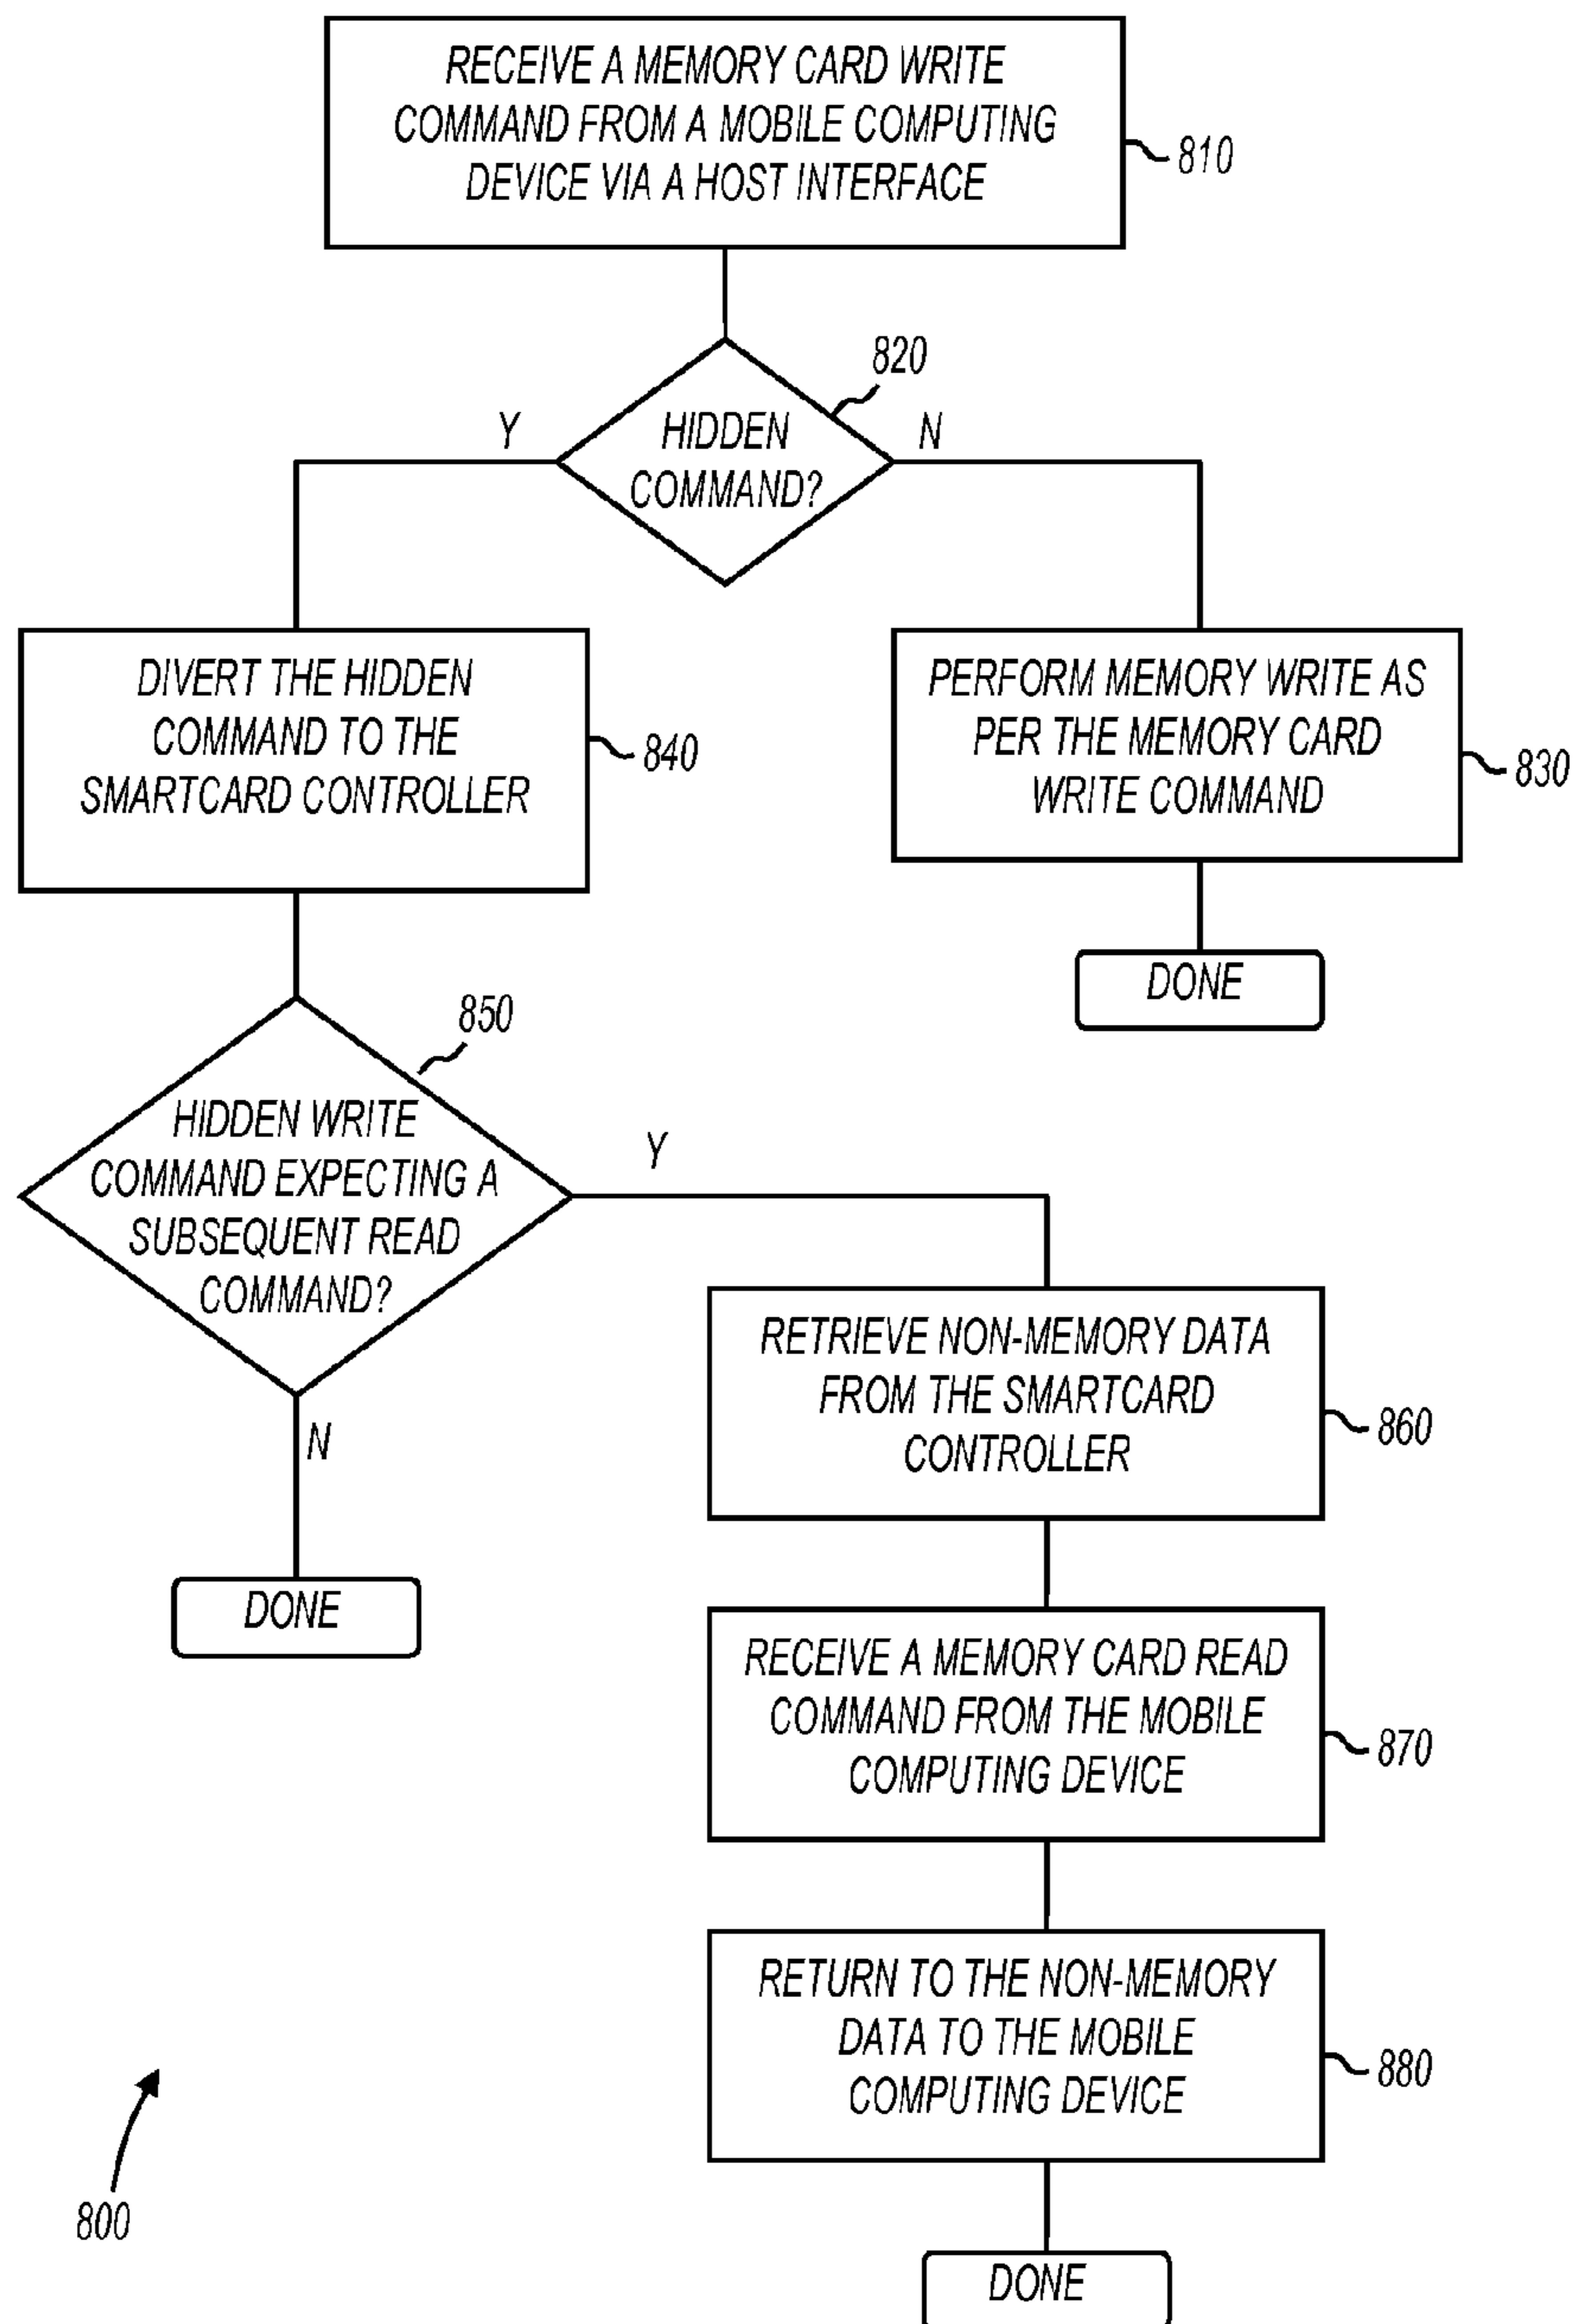 RECEIVE A MEMORY CARD WRITE
COMMAND FROM A MOBILE COMPUTING
DEVICE VIA A HOST INTERFACE
810
820
Y
HIDDEN
COMMAND?
N
DIVERT THE HIDDEN
COMMAND TO THE
SMARTCARD CONTROLLER
840
PERFORM MEMORY WRITE AS
PER THE MEMORY CARD
WRITE COMMAND
830
DONE
850
HIDDEN WRITE
COMMAND EXPECTING A
SUBSEQUENT READ
COMMAND?
Y
N
DONE
RETRIEVE NON-MEMORY DATA
FROM THE SMARTCARD
CONTROLLER
860
RECEIVE A MEMORY CARD READ
COMMAND FROM THE MOBILE
COMPUTING DEVICE
870
RETURN TO THE NON-MEMORY
DATA TO THE MOBILE
COMPUTING DEVICE
880
800
DONE